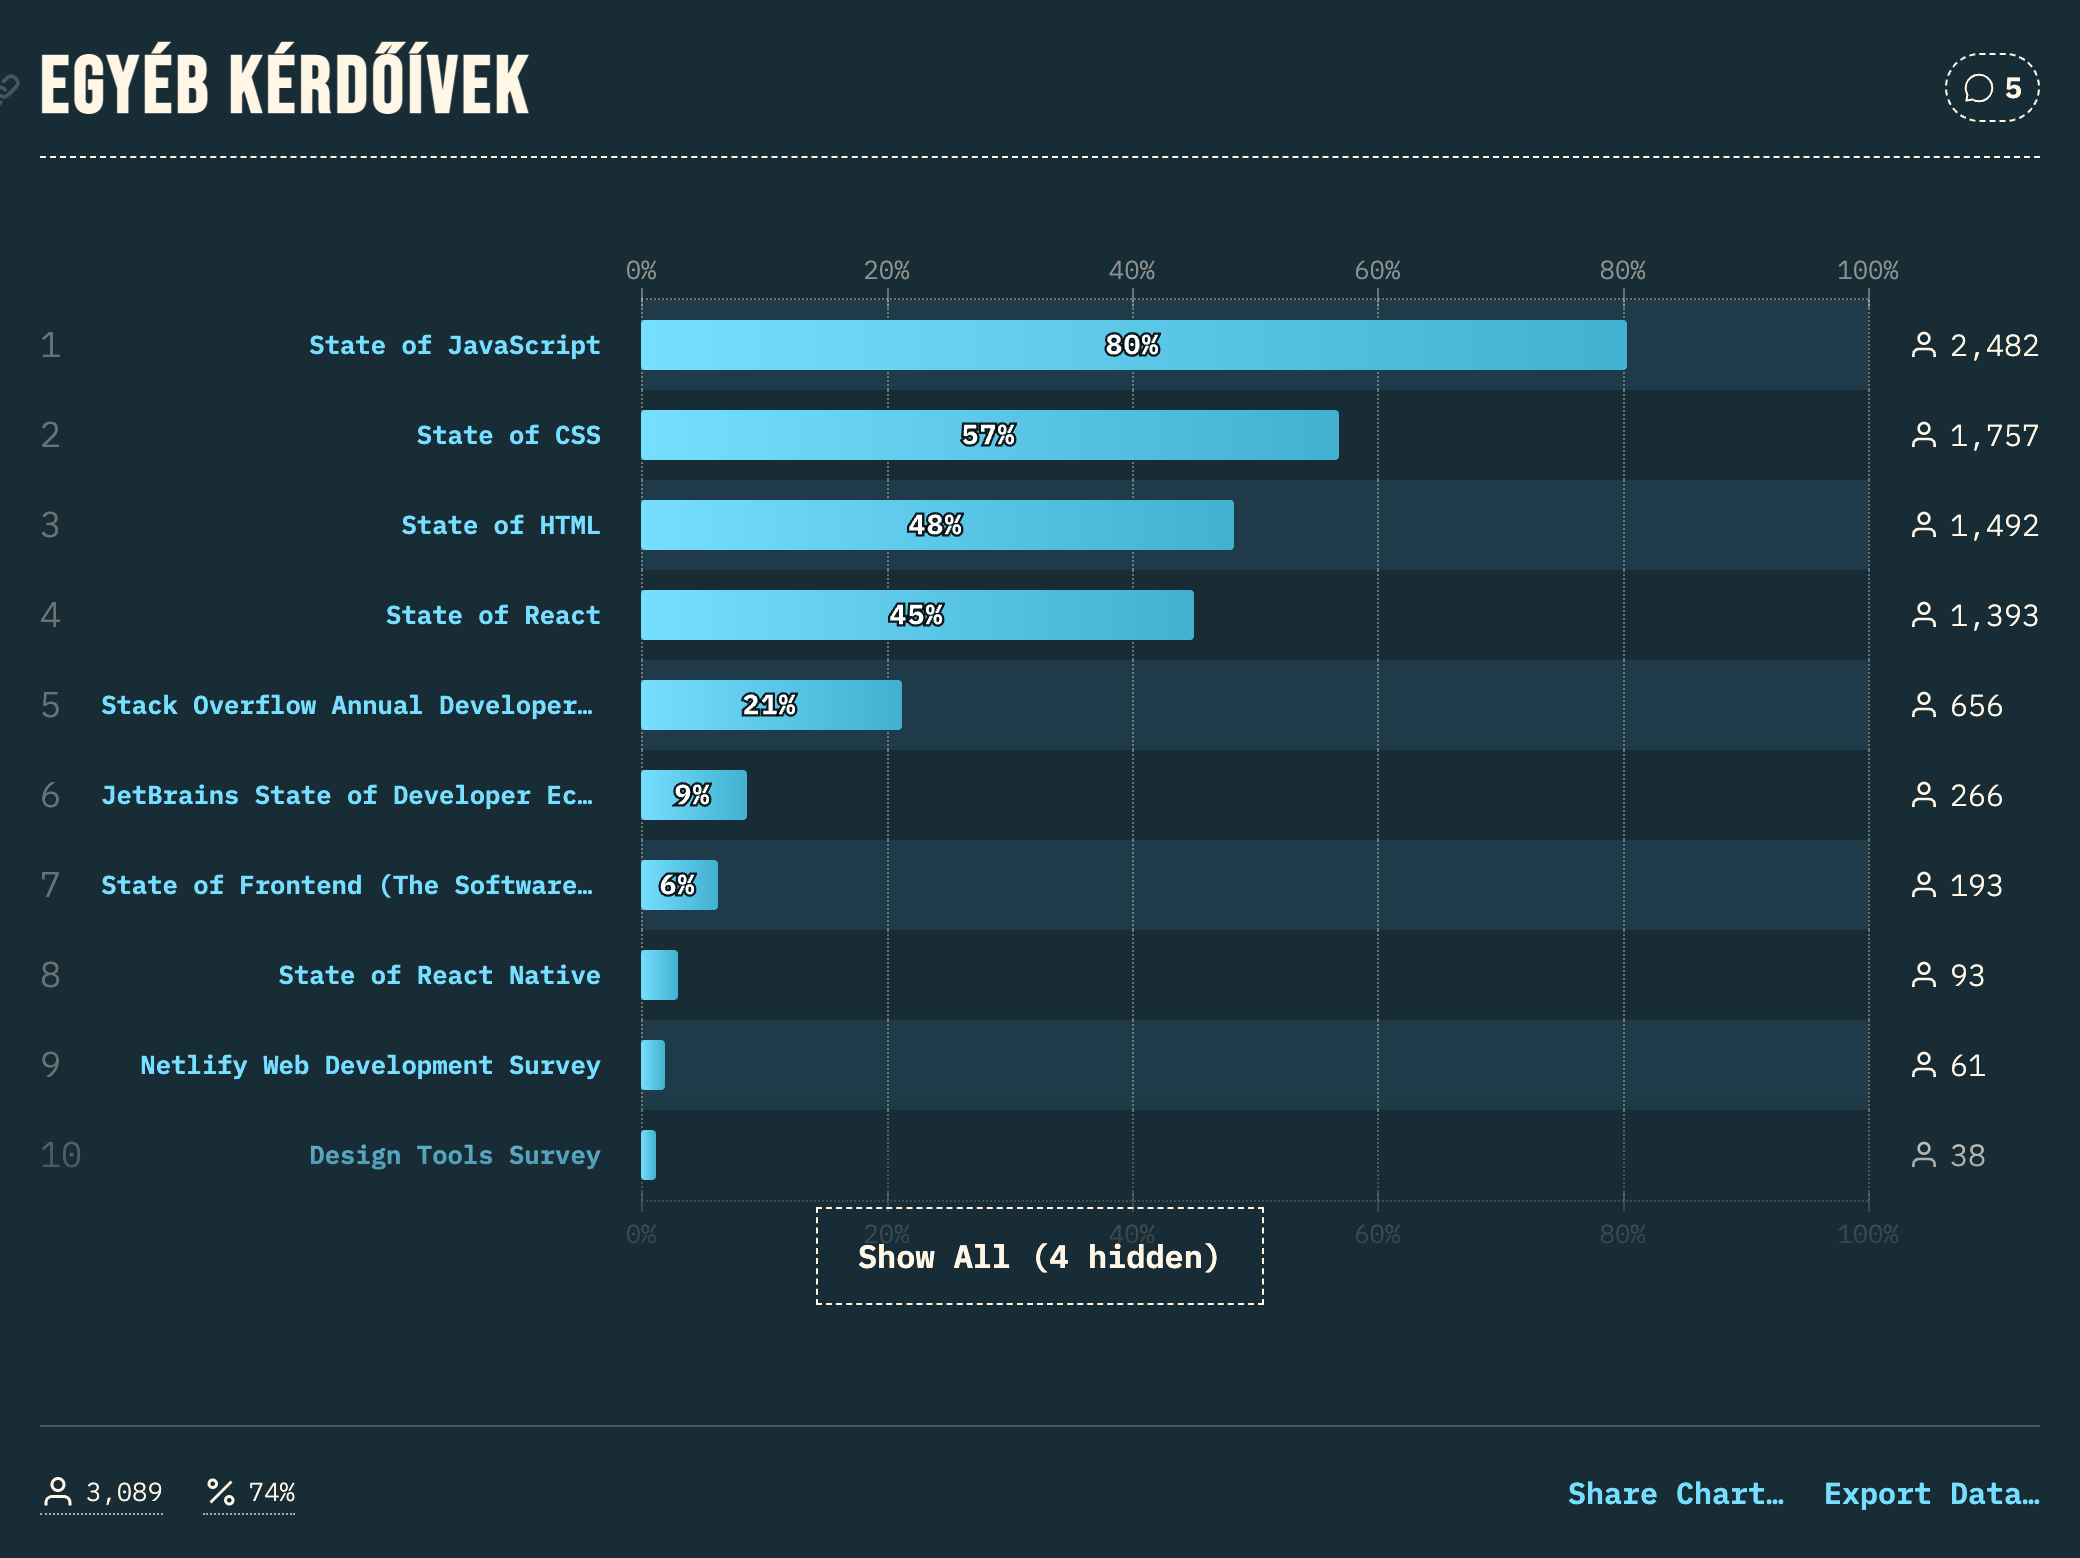 EGYÉB KÉRDŐÍVEK
5
0% 20% 40% 60% 80% 100%
1 State of JavaScript 80% 2,482
2 State of CSS 57% 1,757
3 State of HTML 48% 1,492
4 State of React 45% 1,393
5 Stack Overflow Annual Developer… 21% 656
6 JetBrains State of Developer Ec… 9% 266
7 State of Frontend (The Software… 6% 193
8 State of React Native 93
9 Netlify Web Development Survey 61
10 Design Tools Survey 38
0% 20% 40% 60% 80% 100%
Show All (4 hidden)
3,089 74% Share Chart… Export Data…